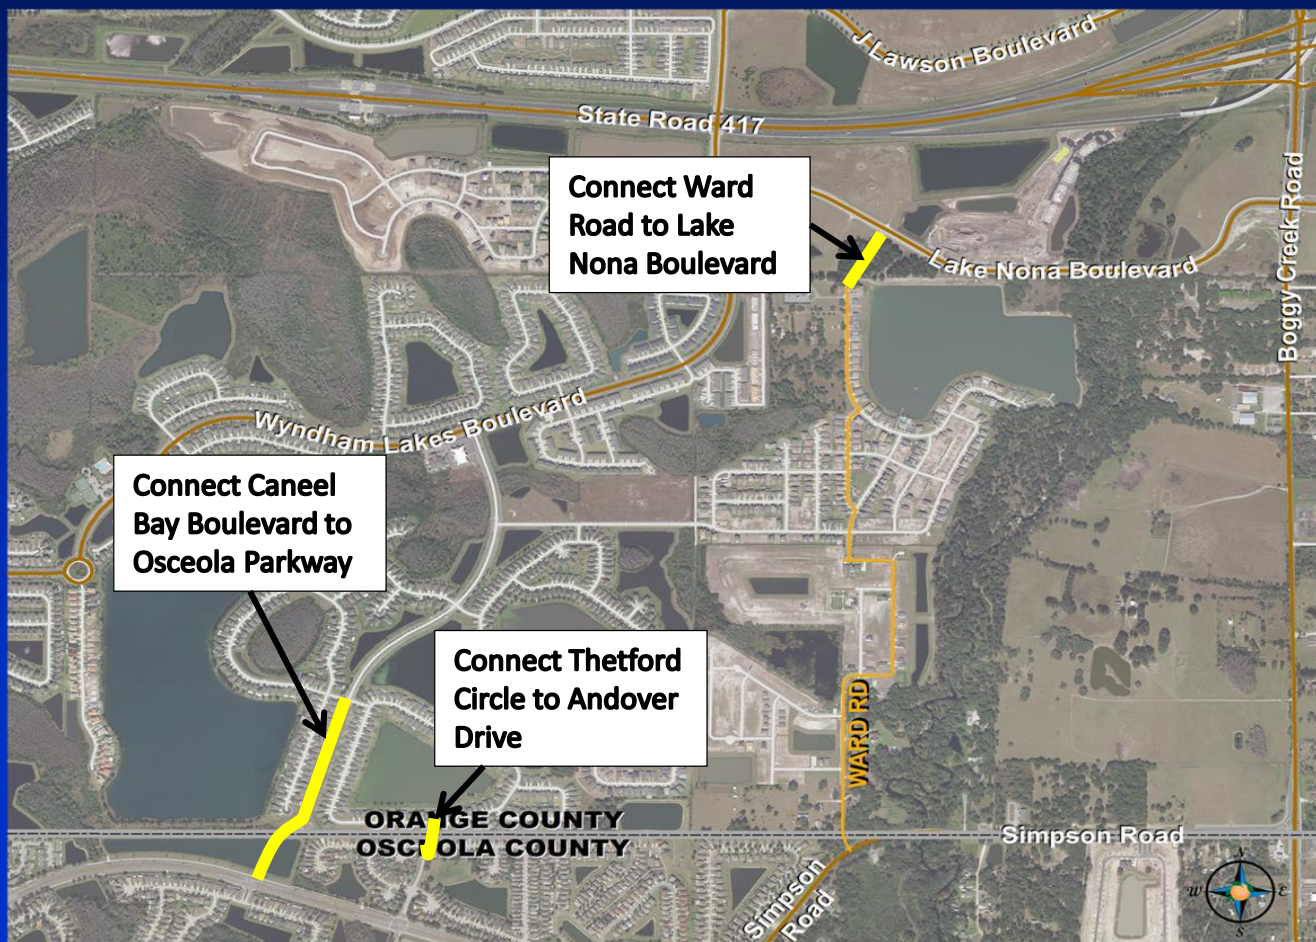 J Lawson Boulevard
State Road 417
Connect Ward
Road to Lake
Nona Boulevard
Lake Nona Boulevard
Boggy Creek Road
Wyndham Lakes Boulevard
Connect Caneel
Bay Boulevard to
Osceola Parkway
Connect Thetford
Circle to Andover
Drive
WARD RD
ORANGE COUNTY
OSCEOLA COUNTY
Simpson Road
Simpson
Road
N
W E
S